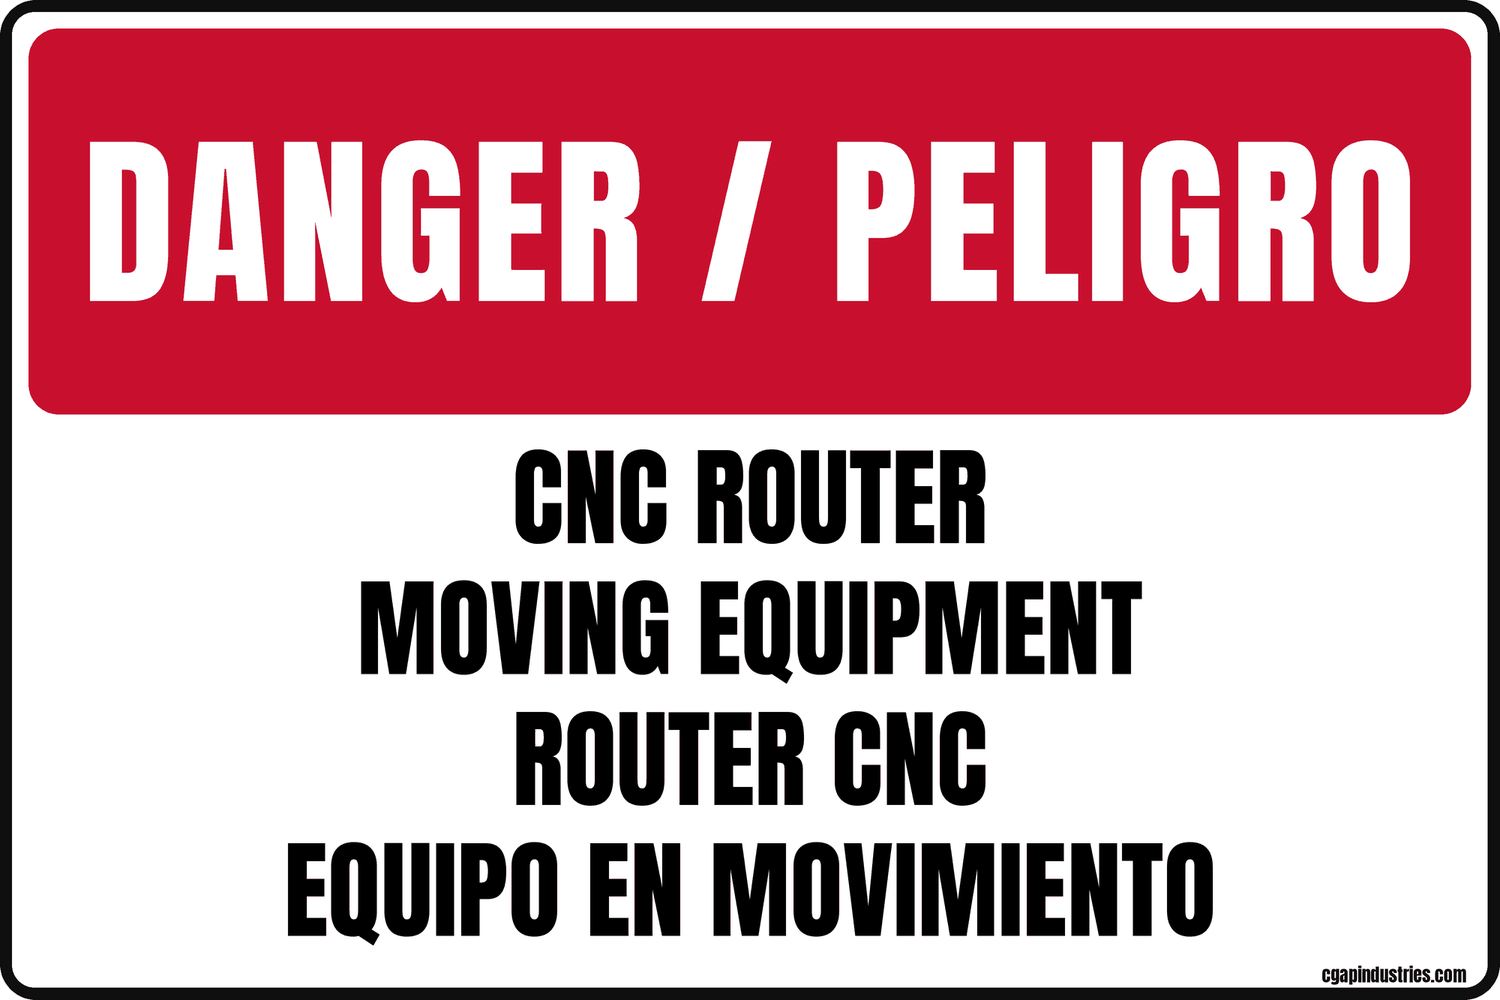 DANGER / PELIGRO
CNC ROUTER
MOVING EQUIPMENT
ROUTER CNC
EQUIPO EN MOVIMIENTO
cgapindustries.com